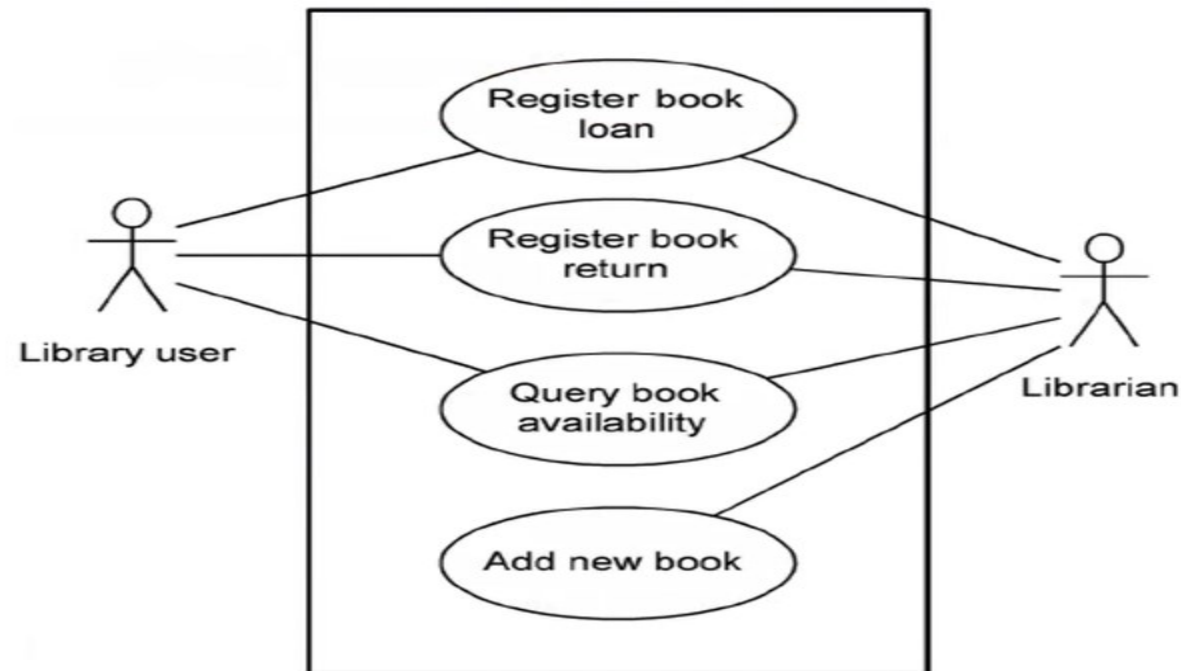 Register book
loan
Register book
return
Library user
Query book
availability
Librarian
Add new book